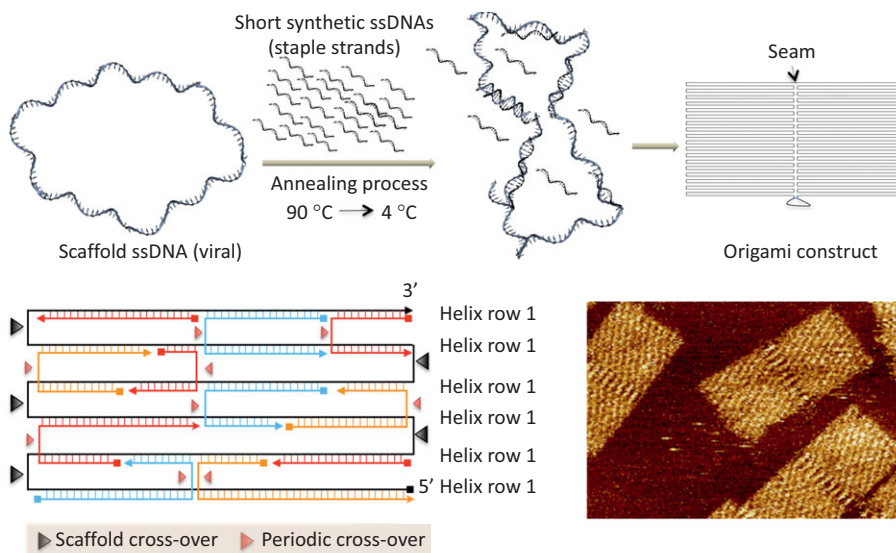 Short synthetic ssDNAs
(staple strands)
Seam
Annealing process
90 °C → 4 °C
Scaffold ssDNA (viral)
Origami construct
3’
Helix row 1
Helix row 1
Helix row 1
Helix row 1
Helix row 1
5’ Helix row 1
Scaffold cross-over
Periodic cross-over